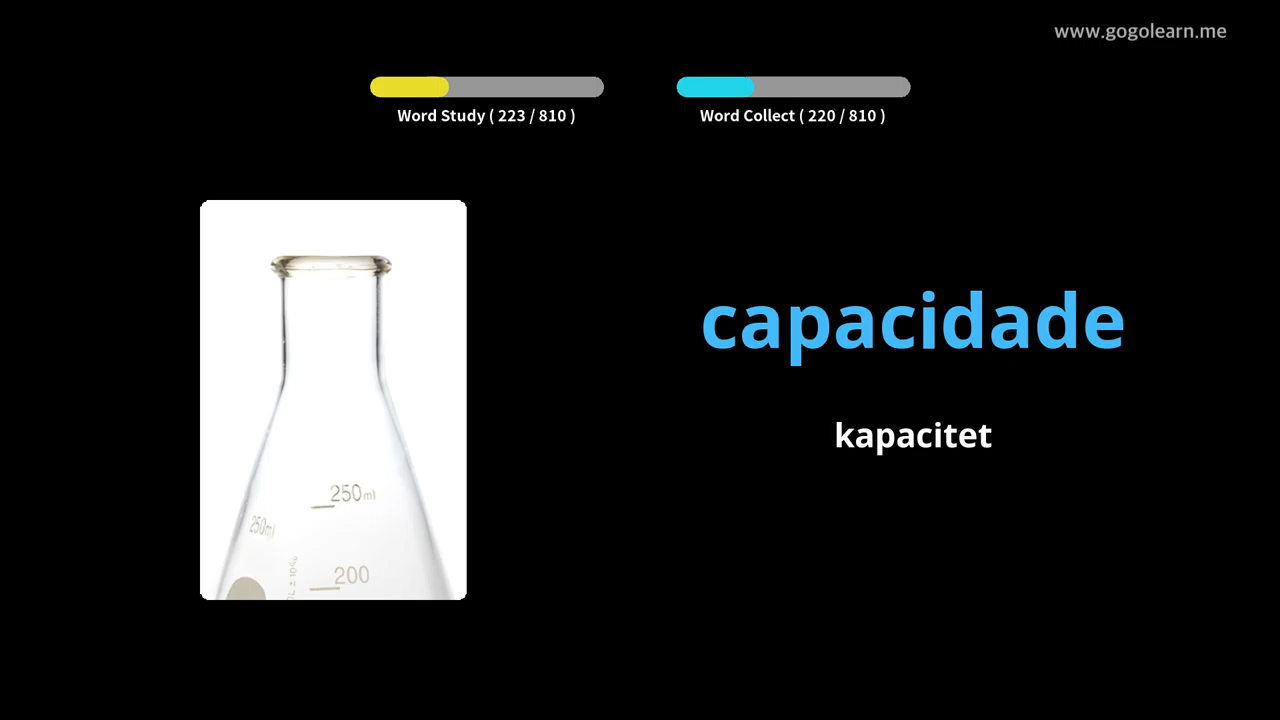 www.gogolearn.me
Word Study ( 223 / 810 )
Word Collect ( 220 / 810 )
capacidade
kapacitet
250ml
250ml
200